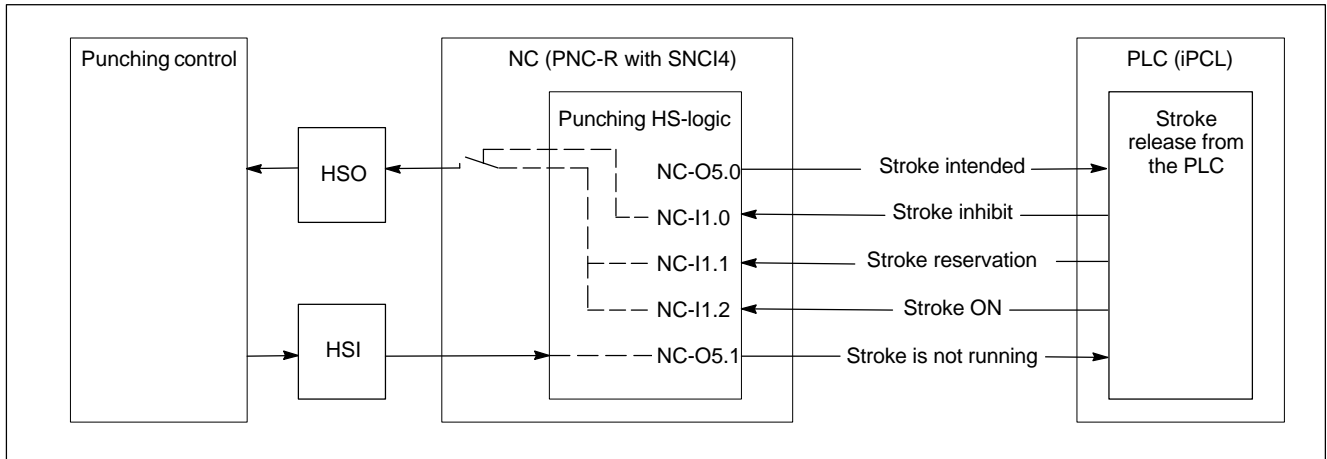 Punching control
NC (PNC-R with SNCI4)
PLC (iPCL)
Punching HS-logic
Stroke
release from
the PLC
HSO
NC-O5.0
Stroke intended
NC-I1.0
Stroke inhibit
NC-I1.1
Stroke reservation
NC-I1.2
Stroke ON
HSI
NC-O5.1
Stroke is not running